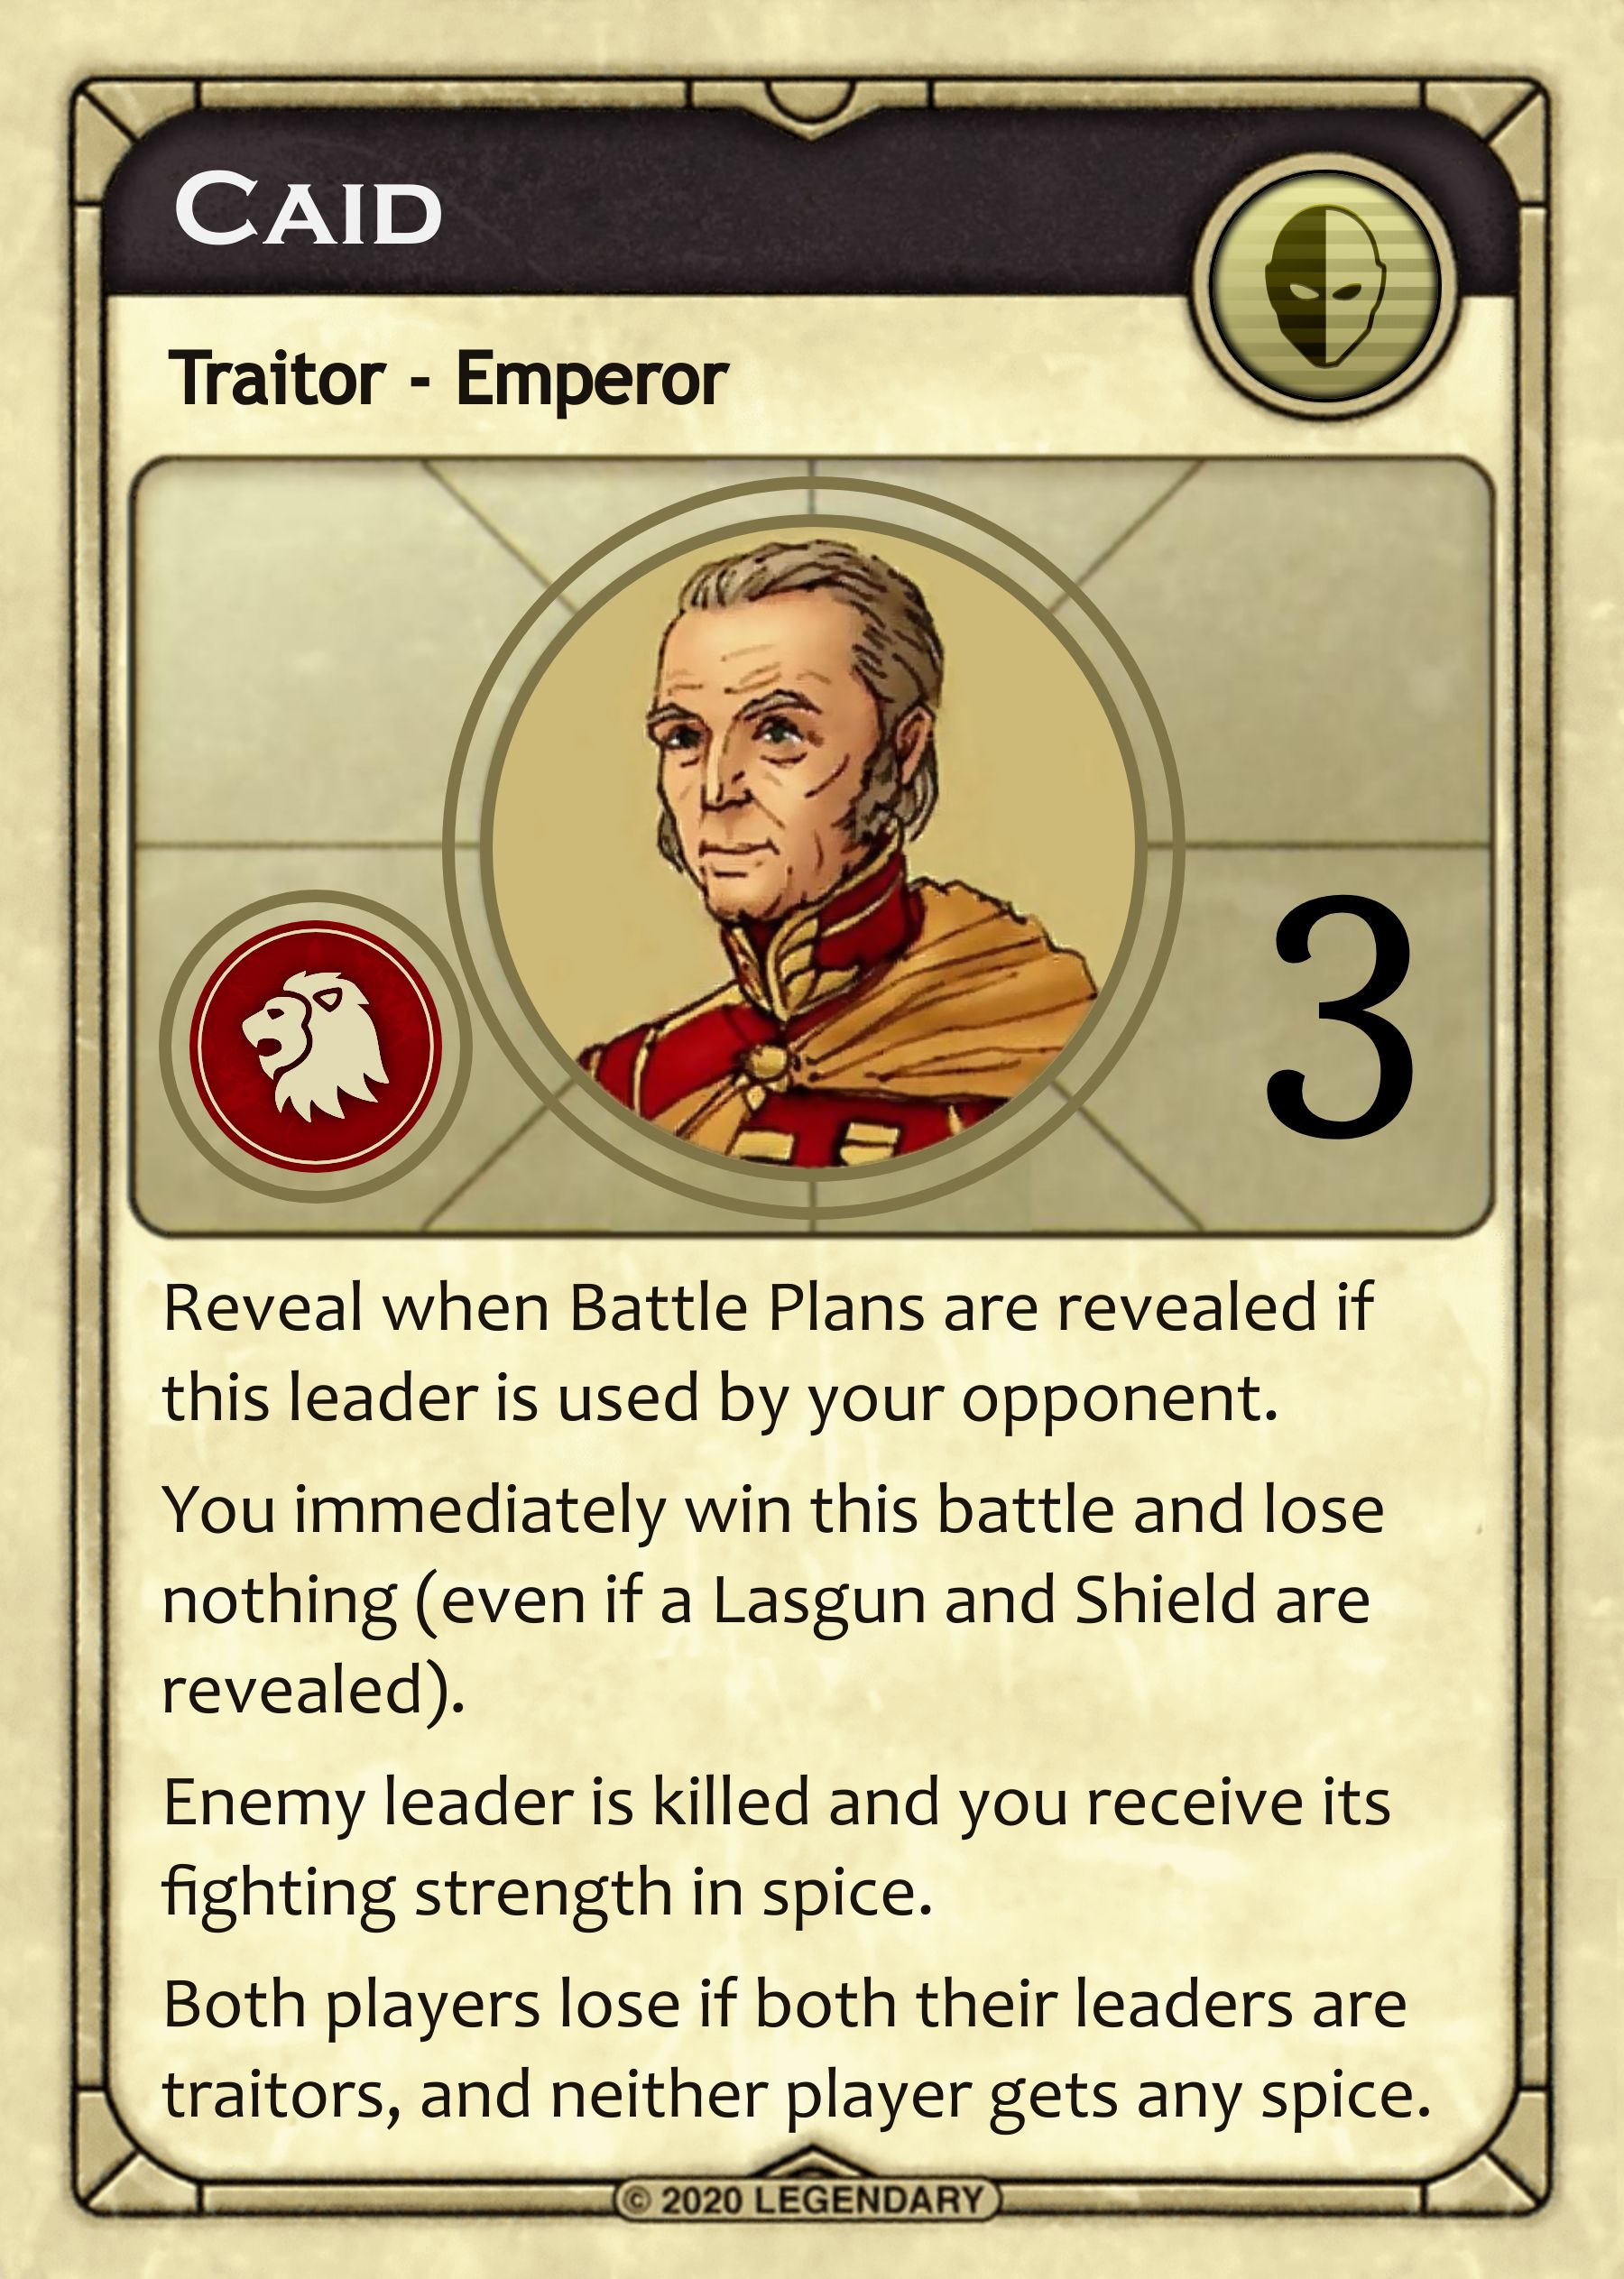 CAID
Traitor - Emperor
3
Reveal when Battle Plans are revealed if
this leader is used by your opponent.
You immediately win this battle and lose
nothing (even if a Lasgun and Shield are
revealed).
Enemy leader is killed and you receive its
fighting strength in spice.
Both players lose if both their leaders are
traitors, and neither player gets any spice.
© 2020 LEGENDARY